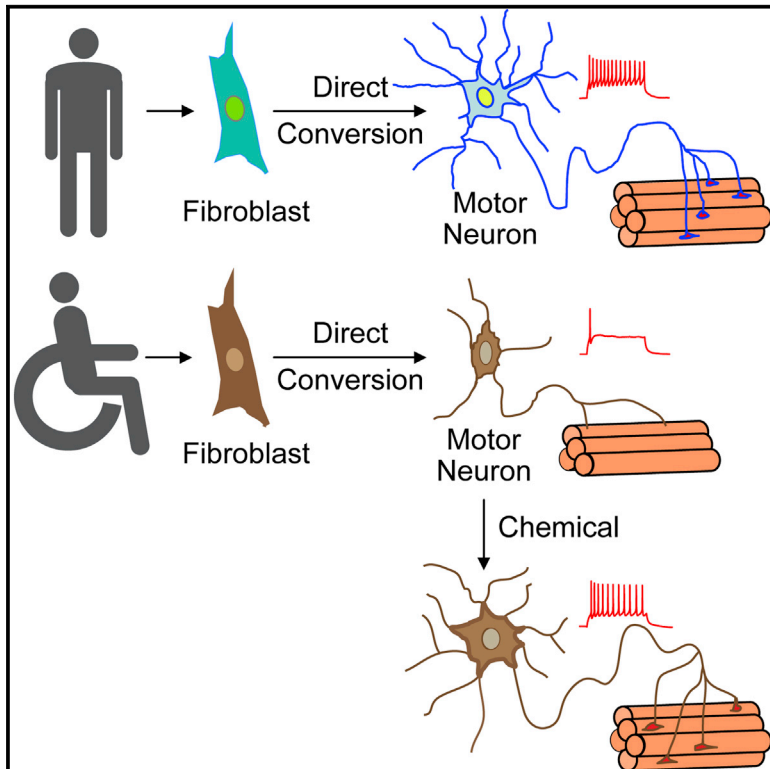 Direct
Conversion
Fibroblast
Motor
Neuron
Direct
Conversion
Fibroblast
Motor
Neuron
Chemical